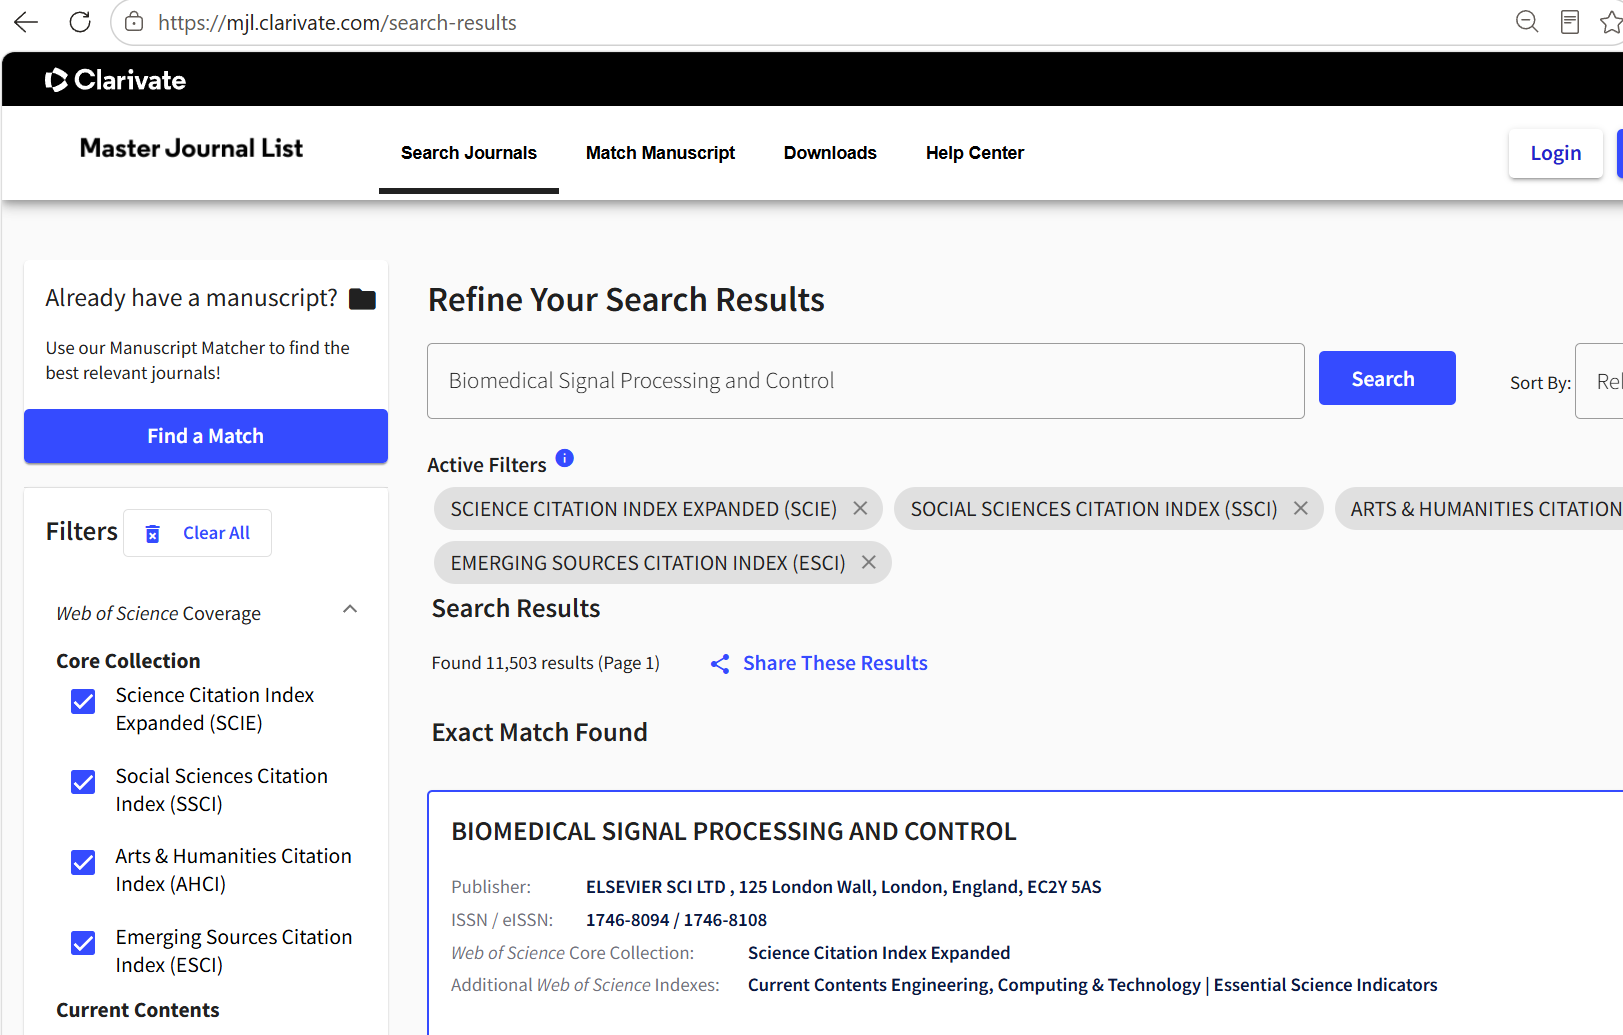 https://mjl.clarivate.com/search-results
Clarivate
Master Journal List
Search Journals
Match Manuscript
Downloads
Help Center
Login
Already have a manuscript?
Use our Manuscript Matcher to find the
best relevant journals!
Find a Match
Filters
Clear All
Web of Science Coverage
Core Collection
Science Citation Index
Expanded (SCIE)
Social Sciences Citation
Index (SSCI)
Arts & Humanities Citation
Index (AHCI)
Emerging Sources Citation
Index (ESCI)
Current Contents
Refine Your Search Results
Biomedical Signal Processing and Control
Search
Sort By:
Active Filters
SCIENCE CITATION INDEX EXPANDED (SCIE)
SOCIAL SCIENCES CITATION INDEX (SSCI)
ARTS & HUMANITIES CITATION
EMERGING SOURCES CITATION INDEX (ESCI)
Search Results
Found 11,503 results (Page 1)
Share These Results
Exact Match Found
BIOMEDICAL SIGNAL PROCESSING AND CONTROL
Publisher: ELSEVIER SCI LTD , 125 London Wall, London, England, EC2Y 5AS
ISSN / eISSN: 1746-8094 / 1746-8108
Web of Science Core Collection: Science Citation Index Expanded
Additional Web of Science Indexes: Current Contents Engineering, Computing & Technology | Essential Science Indicators